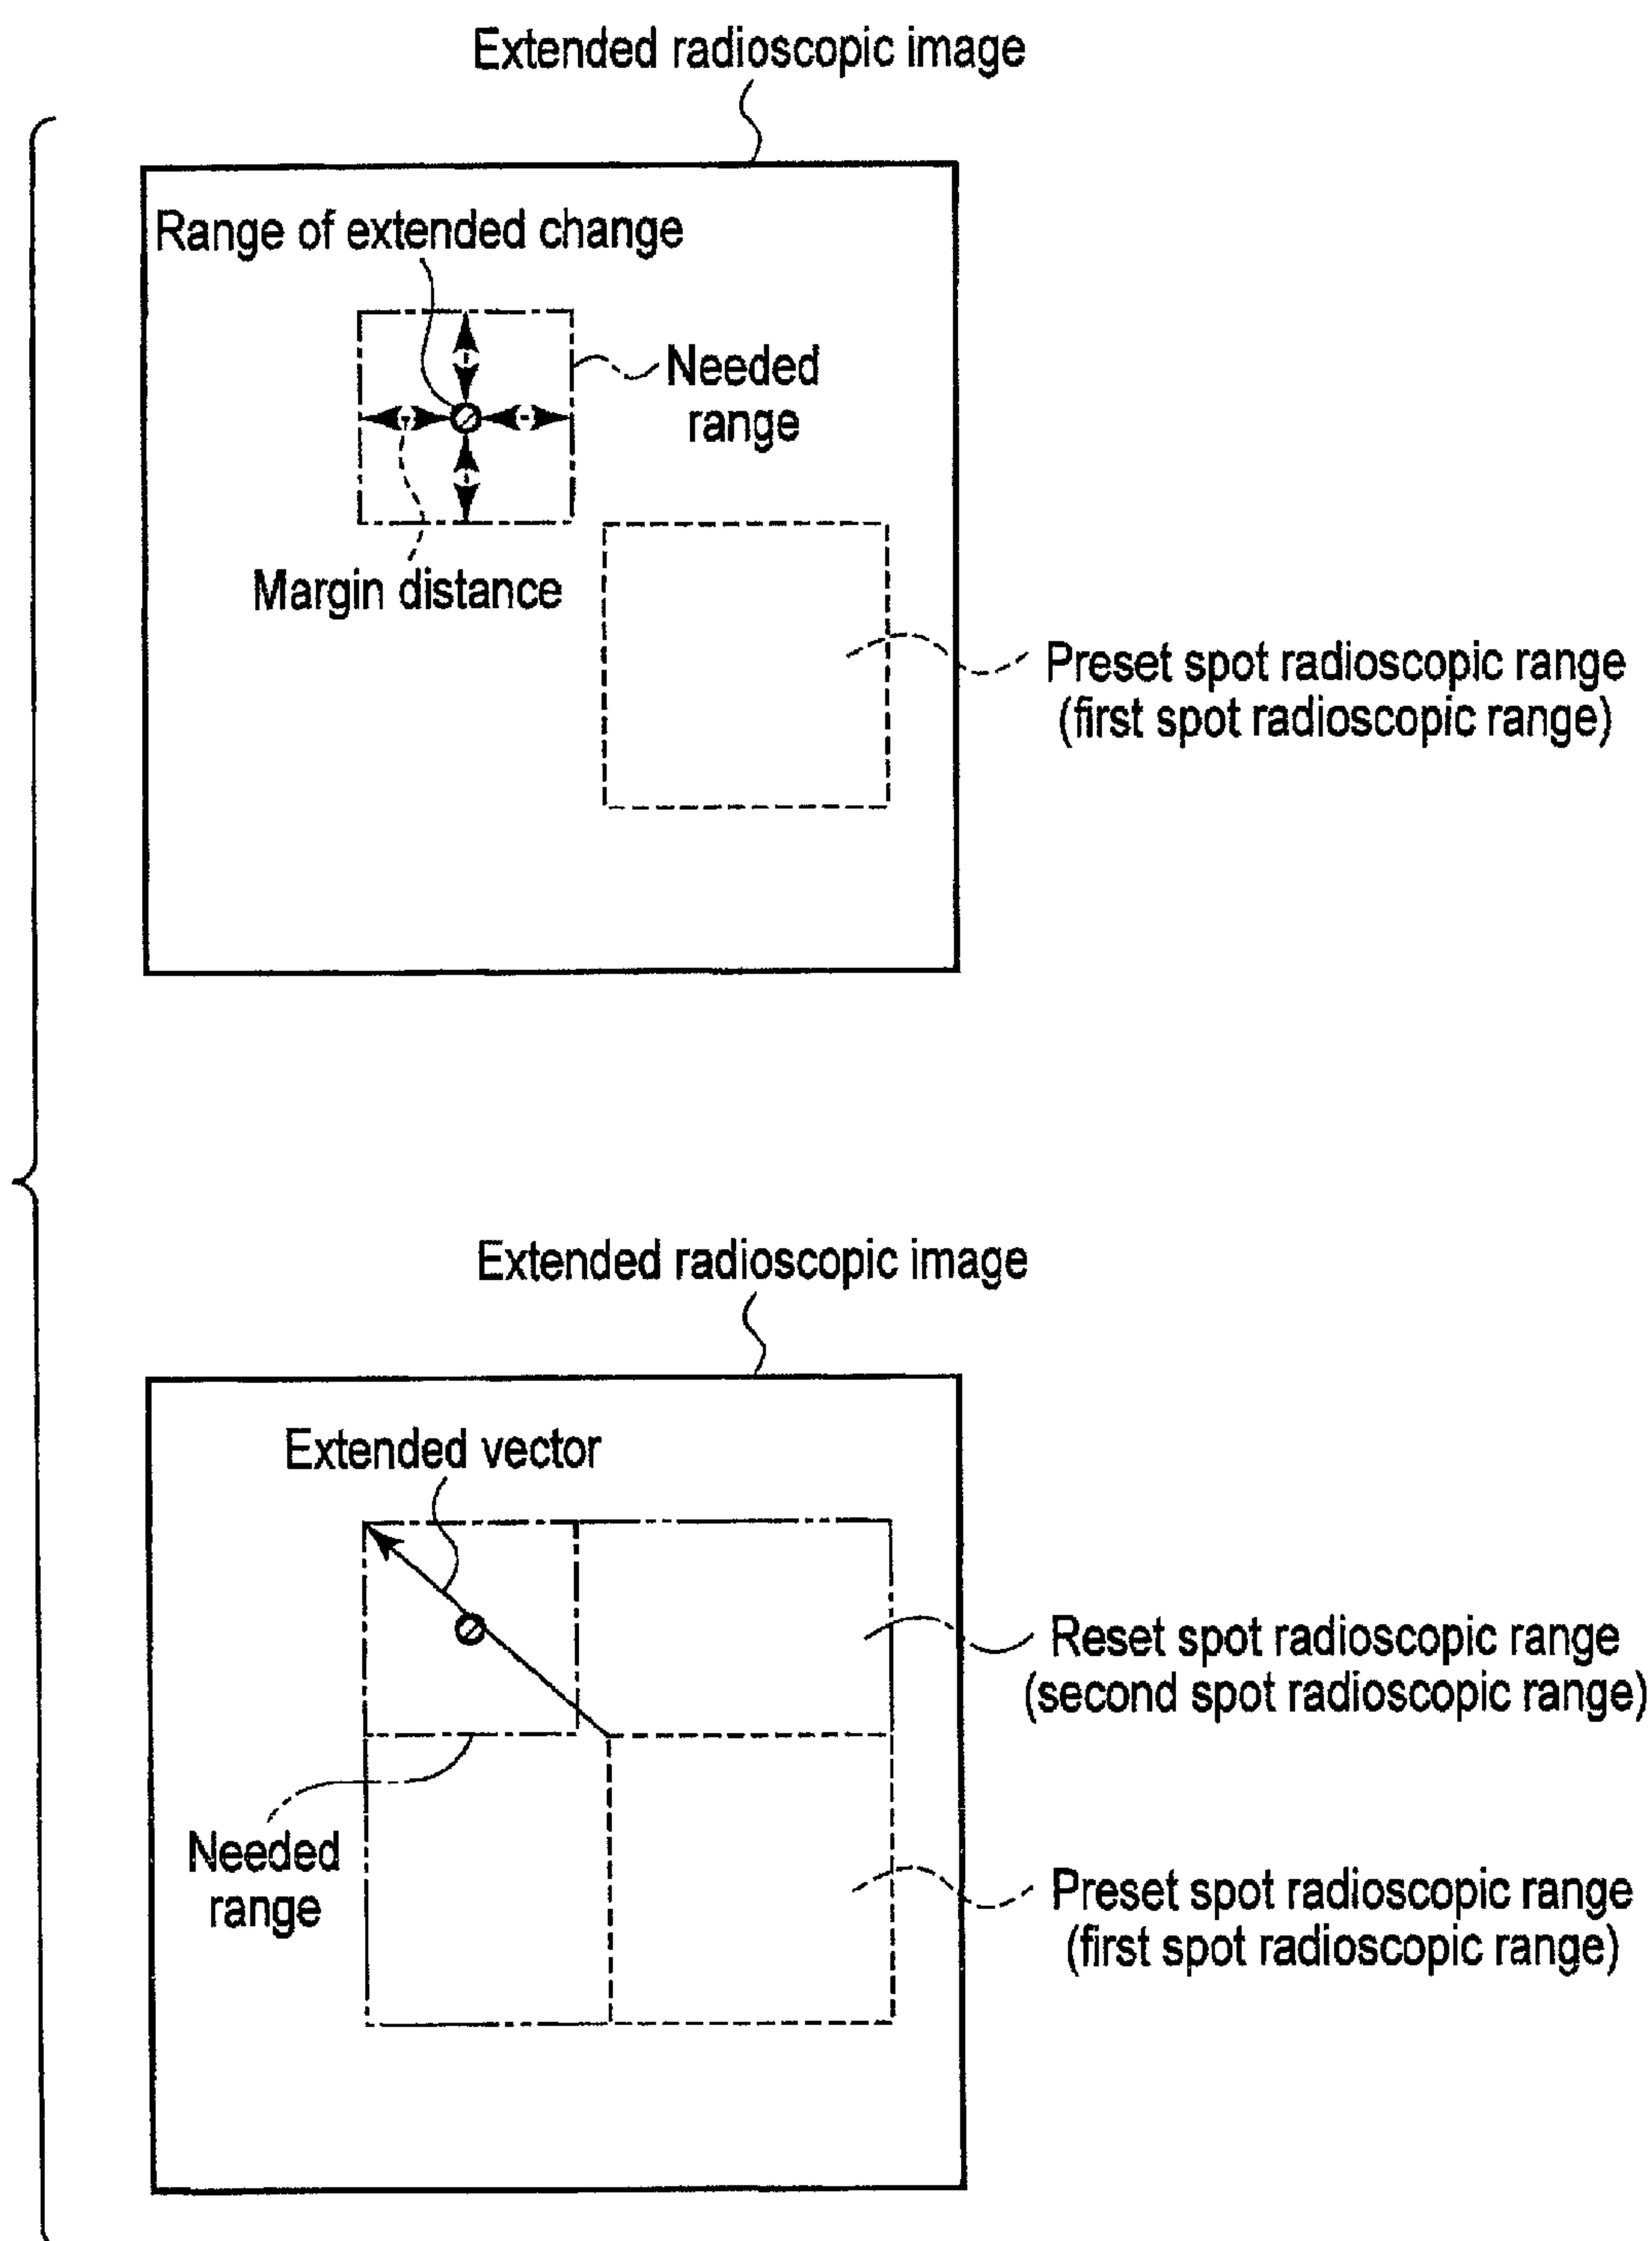 Extended radioscopic image
Range of extended change
Needed
range
Margin distance
Preset spot radioscopic range
(first spot radioscopic range)
Extended radioscopic image
Extended vector
Reset spot radioscopic range
(second spot radioscopic range)
Needed
range
Preset spot radioscopic range
(first spot radioscopic range)